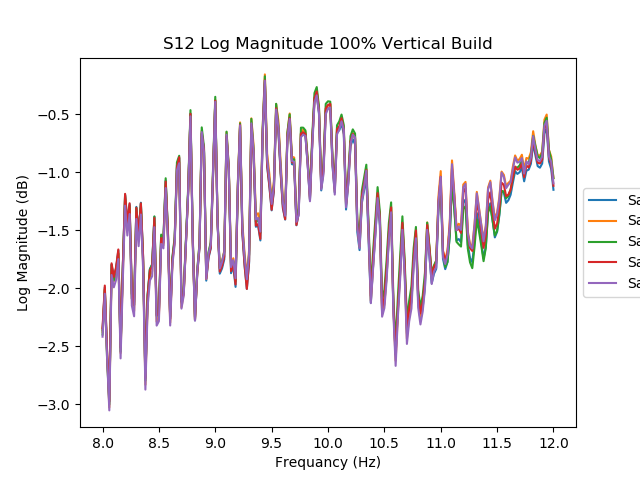 S12 Log Magnitude 100% Vertical Build
Log Magnitude (dB)
−0.5
−1.0
−1.5
−2.0
−2.5
−3.0
8.0 8.5 9.0 9.5 10.0 10.5 11.0 11.5 12.0
Frequancy (Hz)
Sa
Sa
Sa
Sa
Sa